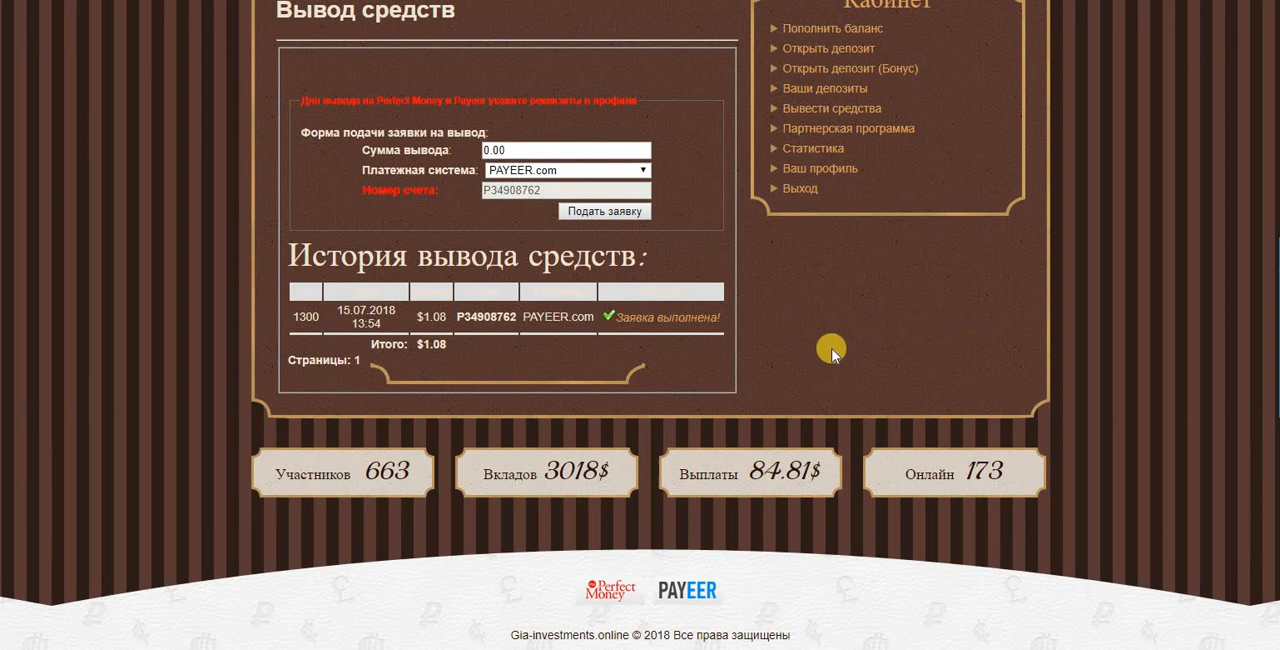 Вывод средств
Кабинет
Для вывода на Perfect Money и Payeer укажите реквизиты в профиле
Форма подачи заявки на вывод:
Сумма вывода: 0.00
Платежная система: PAYEER.com
Номер счета: P34908762
Подать заявку
История вывода средств:
1300 15.07.2018 13:54 $1.08 P34908762 PAYEER.com Заявка выполнена!
Итого: $1.08
Страницы: 1
Пополнить баланс
Открыть депозит
Открыть депозит (Бонус)
Ваши депозиты
Вывести средства
Партнерская программа
Статистика
Ваш профиль
Выход
Участников 663
Вкладов 3018$
Выплаты 84.81$
Онлайн 173
Perfect Money
PAYEER
Gia-investments.online © 2018 Все права защищены